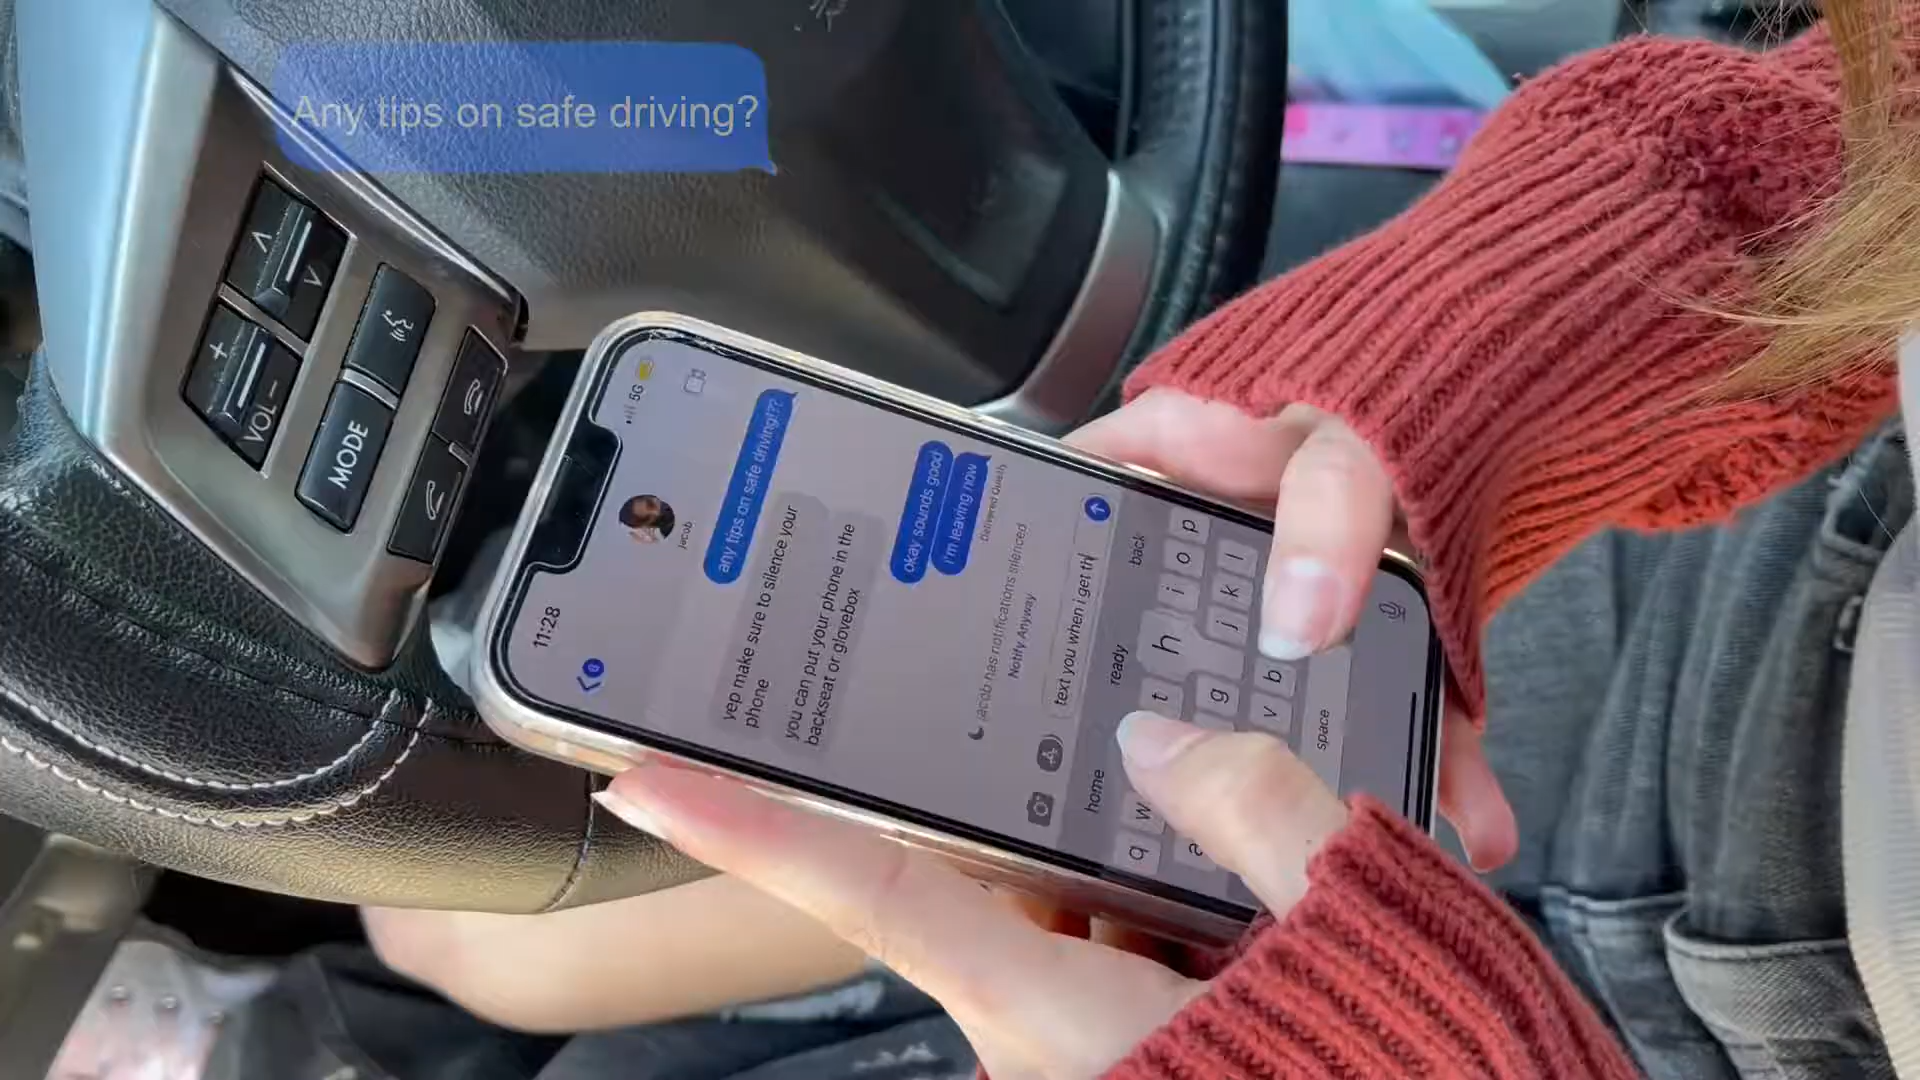 Any tips on safe driving?
VOL
+
-
MODE
11:28
5G
Jacob
any tips on safe driving!??
yep make sure to silence your
phone
you can put your phone in the
backseat or glovebox
okay sounds good
i'm leaving now
Delivered Quietly
Jacob has notifications silenced
Notify Anyway
text you when i get th
home
ready
back
q w t h i o p
a g j k l
v b
space